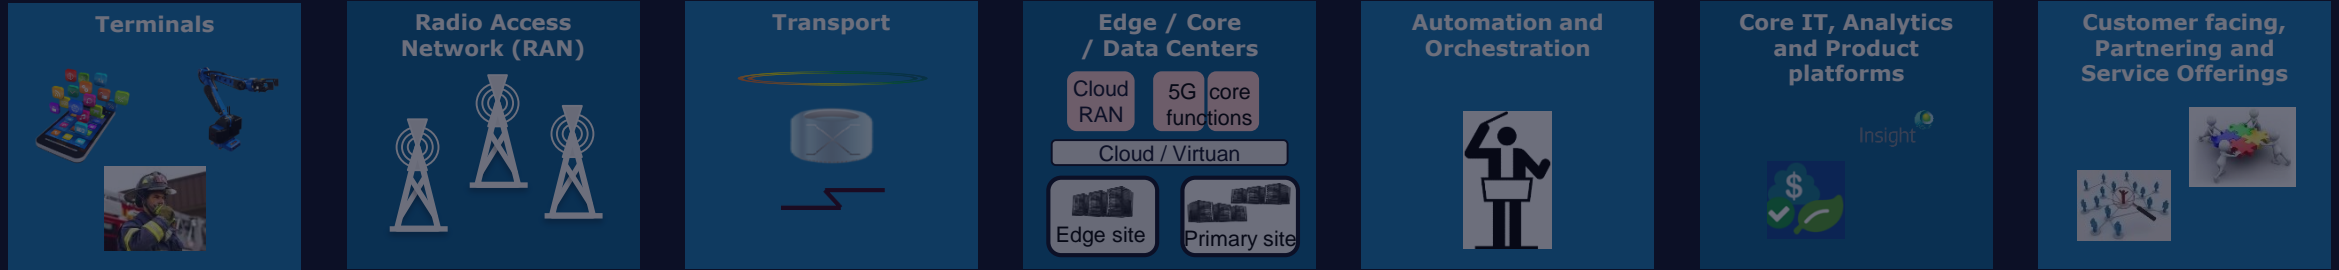 Terminals
Radio Access
Network (RAN)
Transport
Edge / Core
/ Data Centers
Cloud
RAN
5G core
functions
Cloud / Virtuan
Edge site
Primary site
Automation and
Orchestration
Core IT, Analytics
and Product
platforms
Insight
$
Customer facing,
Partnering and
Service Offerings